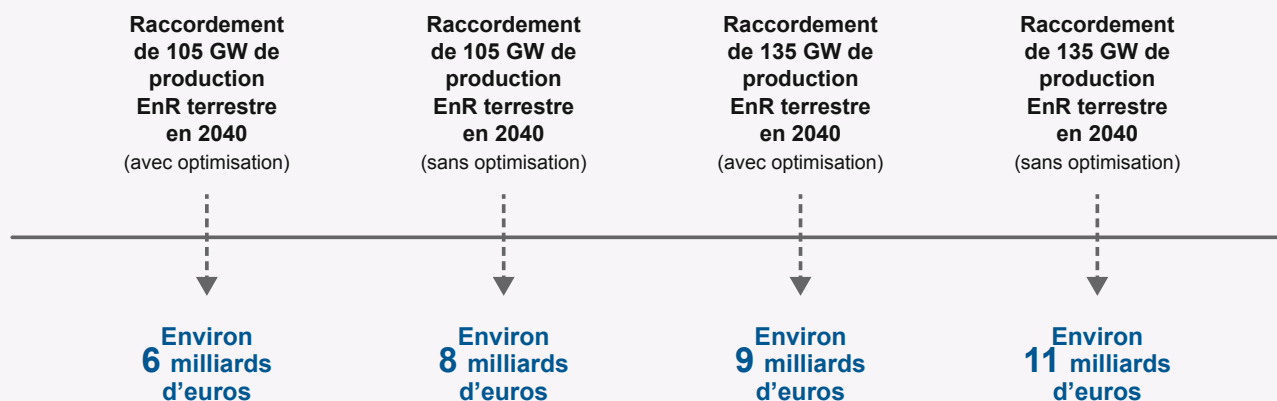 Raccordement
de 105 GW de
production
EnR terrestre
en 2040
(avec optimisation)
Raccordement
de 105 GW de
production
EnR terrestre
en 2040
(sans optimisation)
Raccordement
de 135 GW de
production
EnR terrestre
en 2040
(avec optimisation)
Raccordement
de 135 GW de
production
EnR terrestre
en 2040
(sans optimisation)
Environ
6 milliards
d’euros
Environ
8 milliards
d’euros
Environ
9 milliards
d’euros
Environ
11 milliards
d’euros